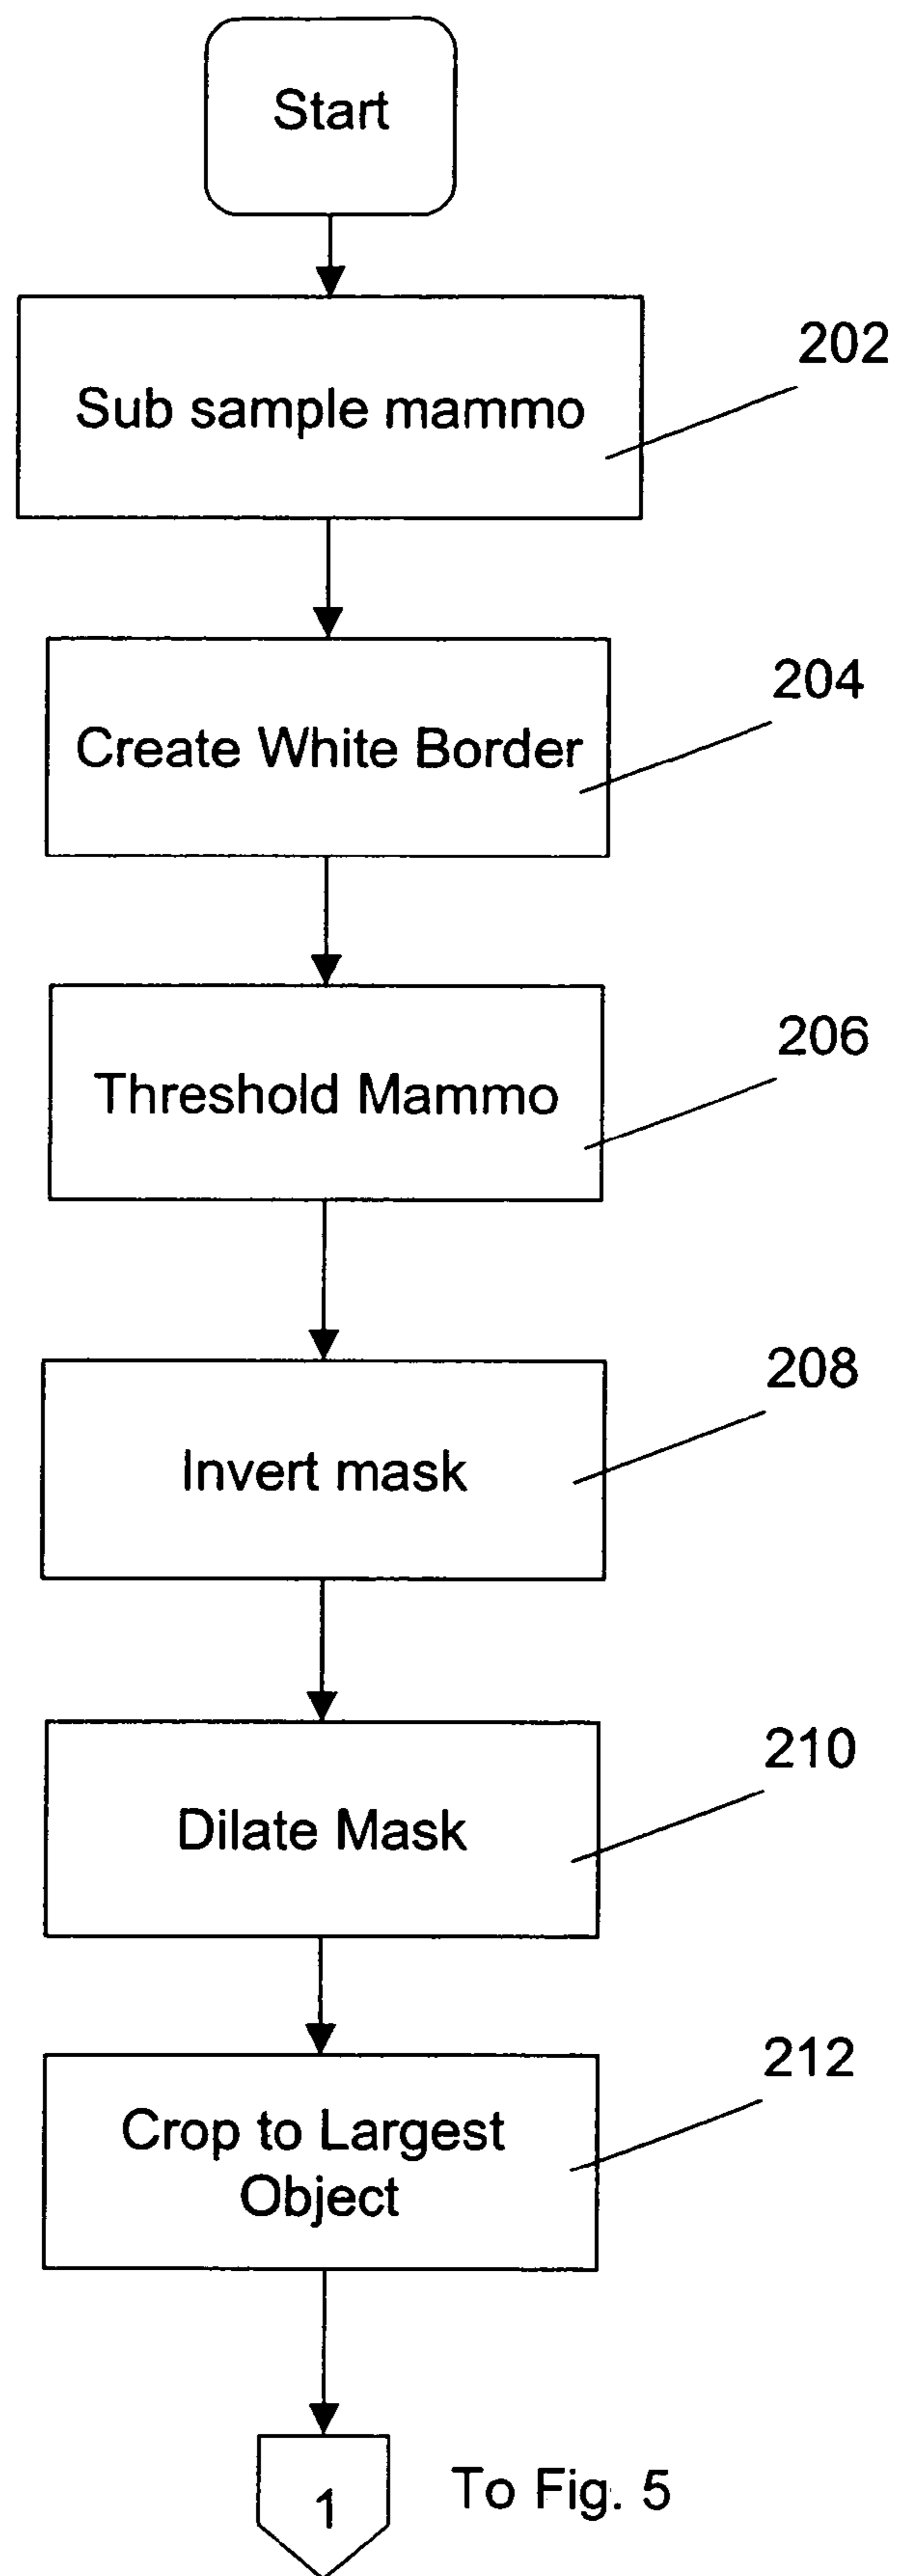 Start
Sub sample mammo
202
Create White Border
204
Threshold Mammo
206
Invert mask
208
Dilate Mask
210
Crop to Largest
Object
212
1
To Fig. 5